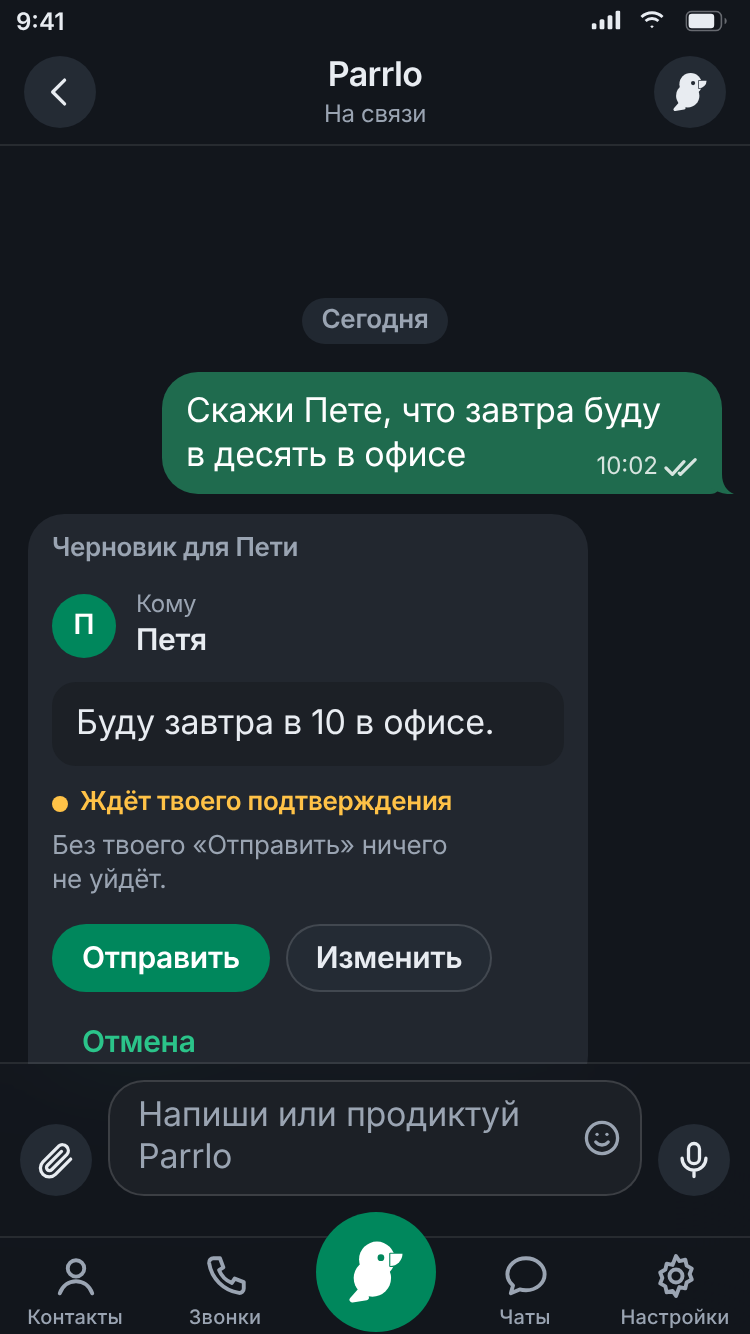 9:41
Parrlo
На связи
Сегодня
Скажи Пете, что завтра буду
в десять в офисе
10:02
Черновик для Пети
П
Кому
Петя
Буду завтра в 10 в офисе.
Ждёт твоего подтверждения
Без твоего «Отправить» ничего
не уйдёт.
Отправить
Изменить
Отмена
Напиши или продиктуй
Parrlo
Контакты
Звонки
Чаты
Настройки